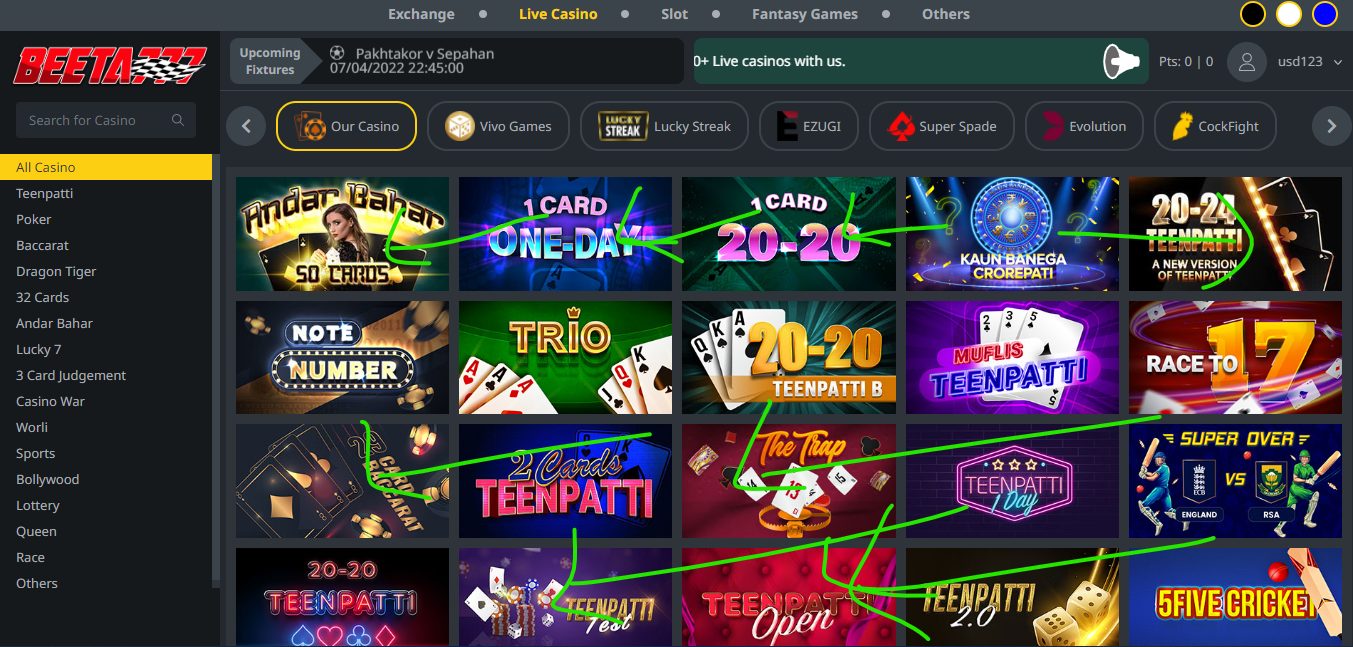 Exchange Live Casino Slot Fantasy Games Others
BEETA777
Upcoming
Fixtures
Pakhtakor v Sepahan
07/04/2022 22:45:00
0+ Live casinos with us.
Pts: 0 | 0
usd123
Search for Casino
Our Casino
Vivo Games
LUCKY
STREAK
Lucky Streak
EZUGI
Super Spade
Evolution
CockFight
All Casino
Teenpatti
Poker
Baccarat
Dragon Tiger
32 Cards
Andar Bahar
Lucky 7
3 Card Judgement
Casino War
Worli
Sports
Bollywood
Lottery
Queen
Race
Others
Andar Bahar
50 CARDS
1 CARD
ONE-DAY
1 CARD
20-20
KAUN BANEGA
CROREPATI
20-24
TEENPATTI
A NEW VERSION
OF TEENPATTI
NOTE
NUMBER
TRIO
20-20
TEENPATTI B
MUFLIS
TEENPATTI
RACE TO 17
CARD
BACCARAT
2 Cards
TEENPATTI
The Trap
TEENPATTI
1 Day
SUPER OVER
VS
ENGLAND
RSA
20-20
TEENPATTI
TEENPATTI
Test
TEENPATTI
Open
TEENPATTI
2.0
5FIVE CRICKET